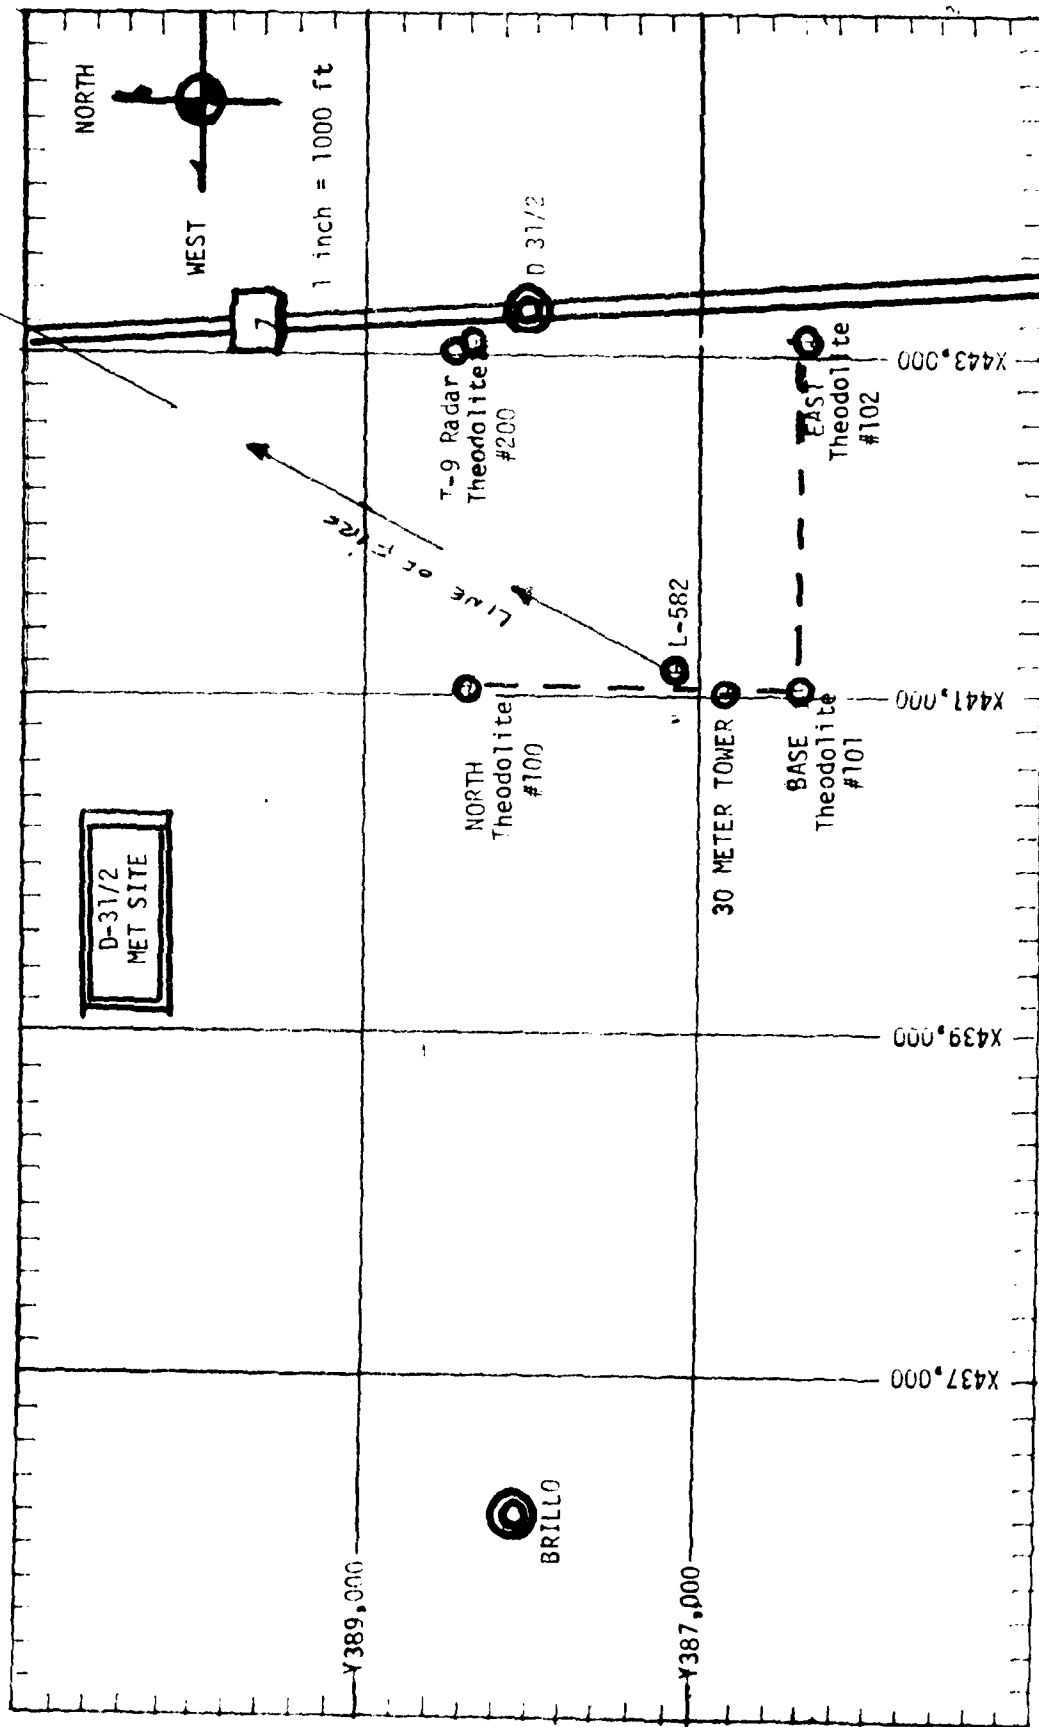 D-31/2
MET SITE
NORTH
WEST
1 inch = 1000 ft
7
D 31/2
T-9 Radar
Theodolite
#200
LINE OF FIRE
L-582
NORTH
Theodolite
#100
30 METER TOWER
BASE
Theodolite
#101
EAST
Theodolite
#102
BRILLO
Y389,000
Y387,000
X437,000
X439,000
X441,000
X443,000